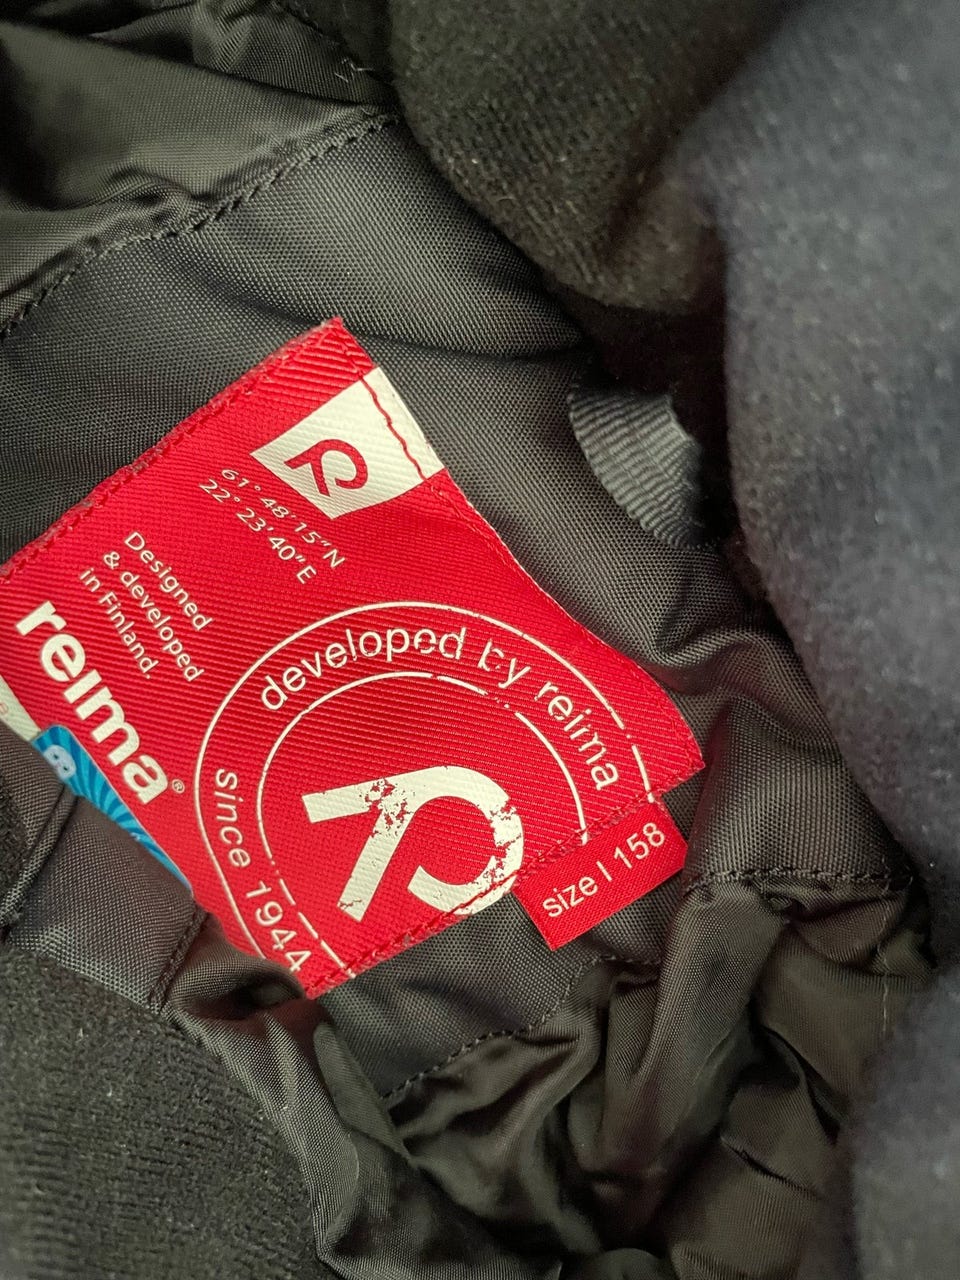 61° 48' 15" N
22° 23' 40" E
Designed
& developed
in Finland.
reima®
developed by reima
since 1944
size | 158